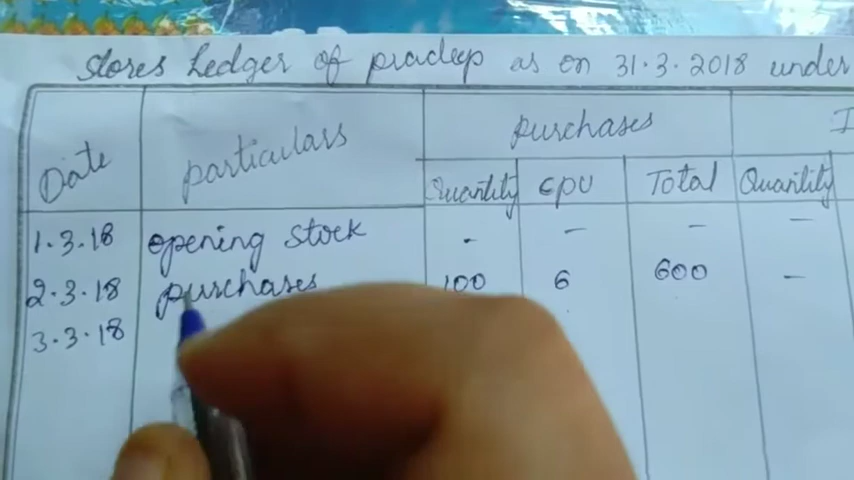 Stores Ledger of pradeep as on 31.3.2018 under
Date particulars purchases I
Quantity cpu Total Quantity
1.3.18 opening stock - - - -
2.3.18 purchases 100 6 600 -
3.3.18